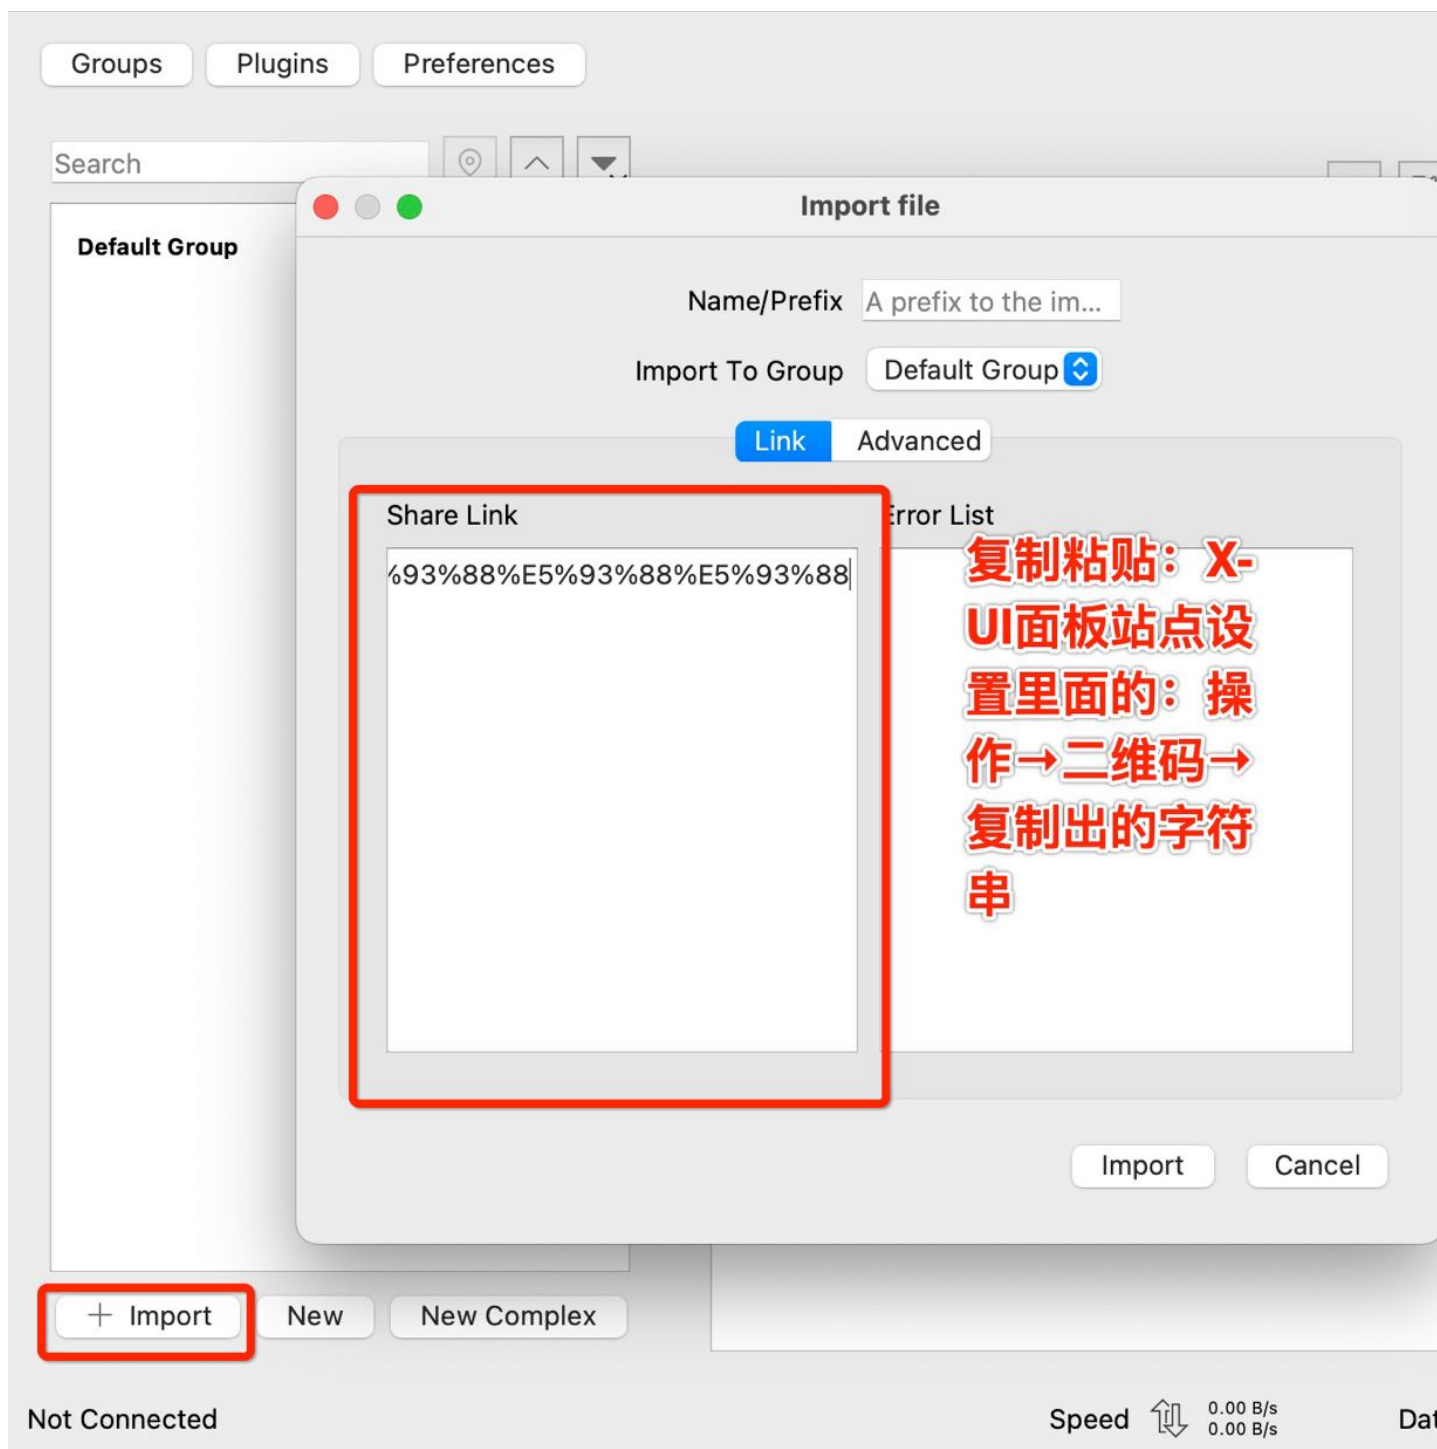 Groups Plugins Preferences
Search
Import file
Default Group
Name/Prefix A prefix to the im...
Import To Group Default Group
Link Advanced
Share Link
Error List
%93%88%E5%93%88%E5%93%88
复制粘贴：X-
UI面板站点设
置里面的：操
作→二维码→
复制出的字符
串
Import Cancel
+ Import New New Complex
Not Connected
Speed 0.00 B/s
0.00 B/s